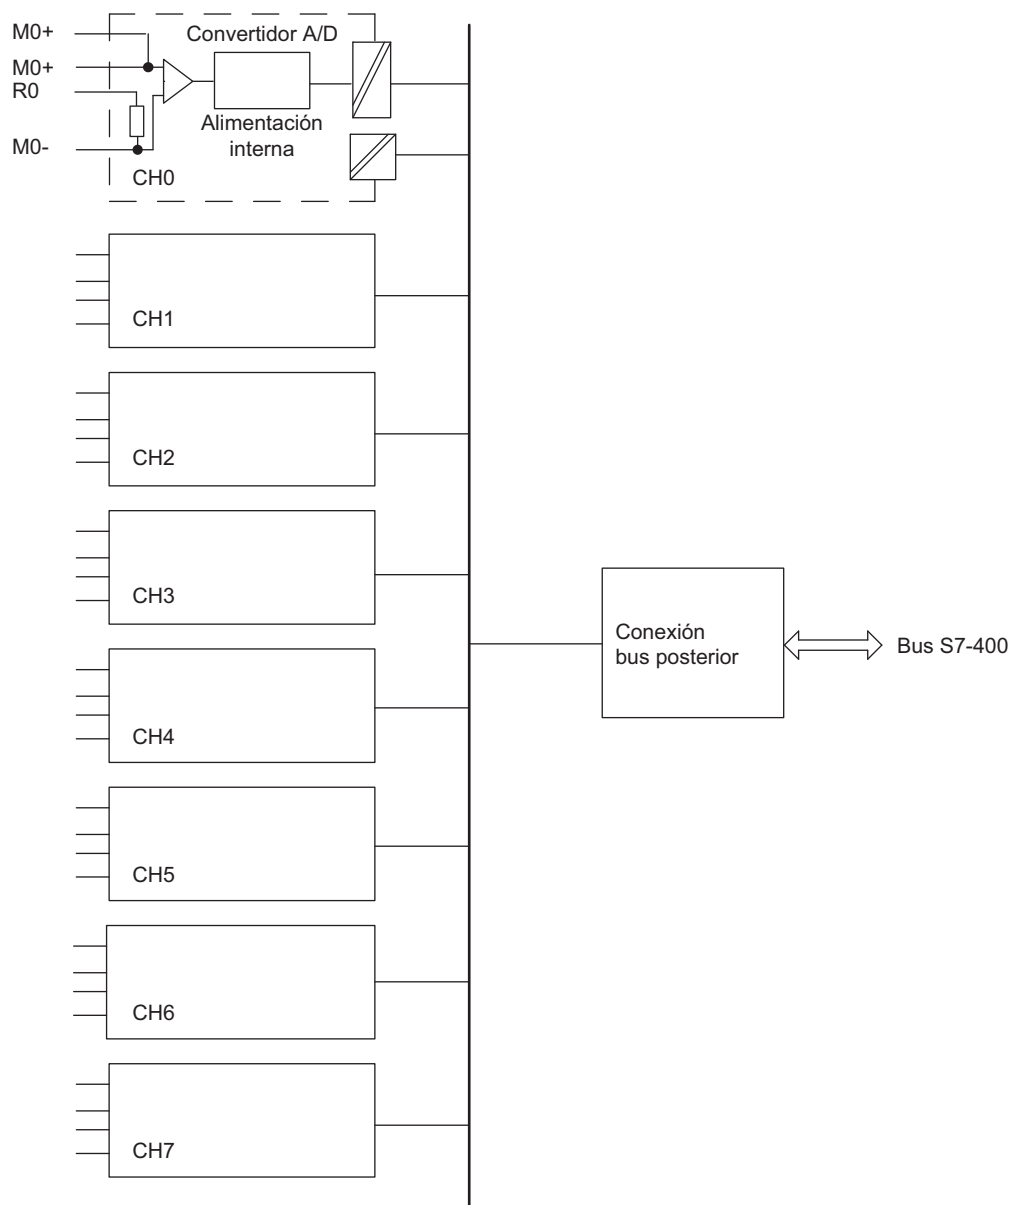 M0+
Convertidor A/D
M0+
R0
Alimentación
interna
M0-
CH0
CH1
CH2
CH3
Conexión
bus posterior
Bus S7-400
CH4
CH5
CH6
CH7